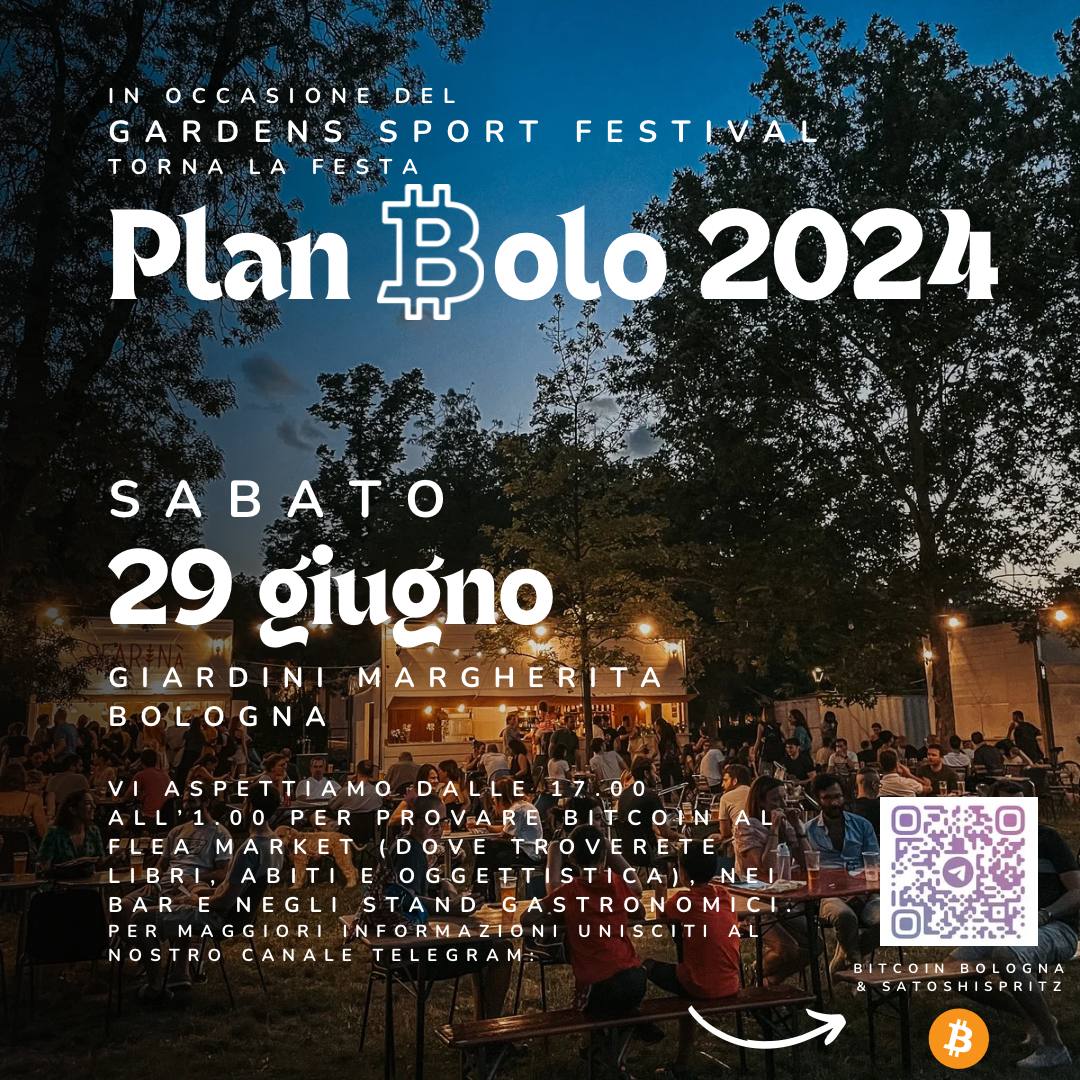 IN OCCASIONE DEL
GARDENS SPORT FESTIVAL
TORNA LA FESTA
Plan Bolo 2024
SABATO
29 giugno
FARINÀ
GIARDINI MARGHERITA
BOLOGNA
VI ASPETTIAMO DALLE 17.00
ALL'1.00 PER PROVARE BITCOIN AL
FLEA MARKET (DOVE TROVERETE
LIBRI, ABITI E OGGETTISTICA), NEI
BAR E NEGLI STAND GASTRONOMICI.
PER MAGGIORI INFORMAZIONI UNISCITI AL
NOSTRO CANALE TELEGRAM:
BITCOIN BOLOGNA
& SATOSHISPRITZ